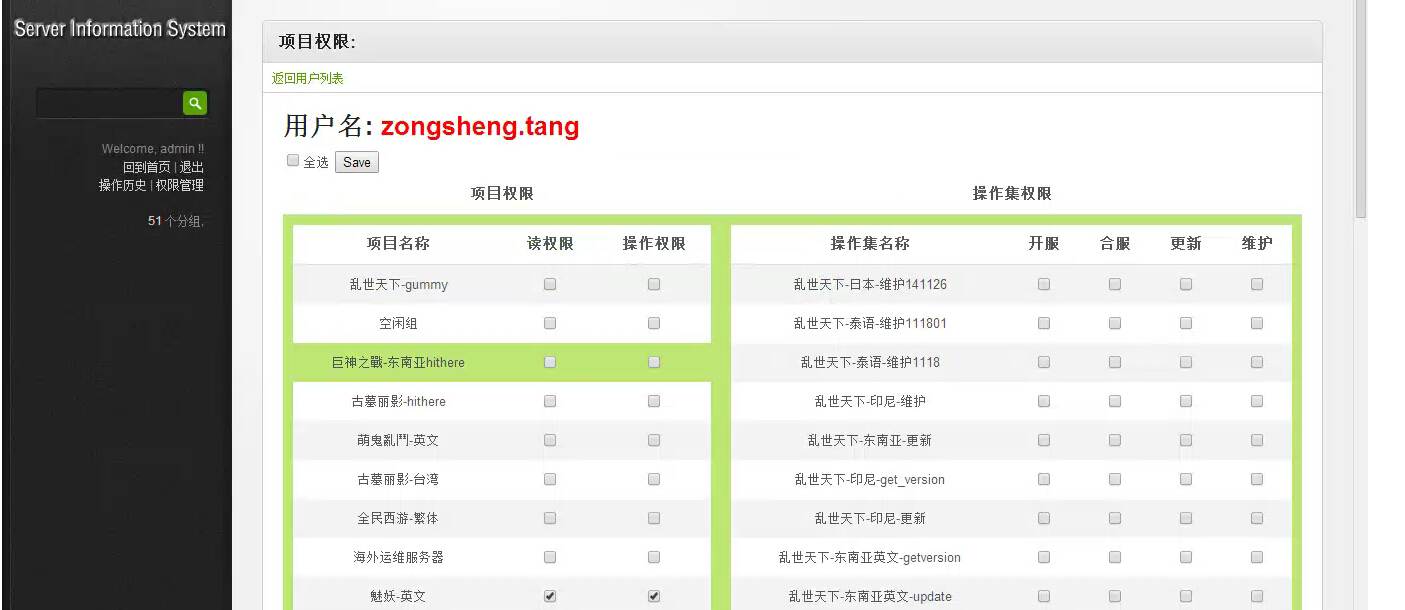 Server Information System
Welcome, admin !!
回到首页 | 退出
操作历史 | 权限管理
51 个分组.
项目权限:
返回用户列表
用户名: zongsheng.tang
全选 Save
项目权限 操作集权限
项目名称 读权限 操作权限 操作集名称 开服 合服 更新 维护
乱世天下-gummy 乱世天下-日本-维护141126
空闲组 乱世天下-泰语-维护111801
巨神之戰-东南亚hithere 乱世天下-泰语-维护1118
古墓丽影-hithere 乱世天下-印尼-维护
萌鬼亂鬥-英文 乱世天下-东南亚-更新
古墓丽影-台湾 乱世天下-印尼-get_version
全民西游-繁体 乱世天下-印尼-更新
海外运维服务器 乱世天下-东南亚英文-getversion
魅妖-英文 乱世天下-东南亚英文-update